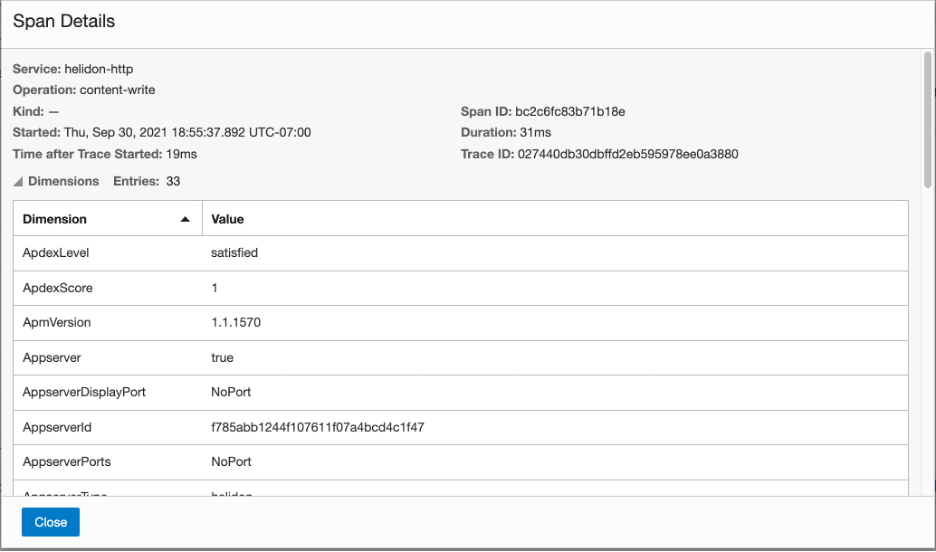 Span Details
Service: helidon-http
Operation: content-write
Kind: —
Span ID: bc2c6fc83b71b18e
Started: Thu, Sep 30, 2021 18:55:37.892 UTC-07:00
Duration: 31ms
Time after Trace Started: 19ms
Trace ID: 027440db30dbffd2eb595978ee0a3880
Dimensions Entries: 33
Dimension Value
ApdexLevel satisfied
ApdexScore 1
ApmVersion 1.1.1570
Appserver true
AppserverDisplayPort NoPort
AppserverId f785abb1244f107611f07a4bcd4c1f47
AppserverPorts NoPort
AppserverType helidon
Close